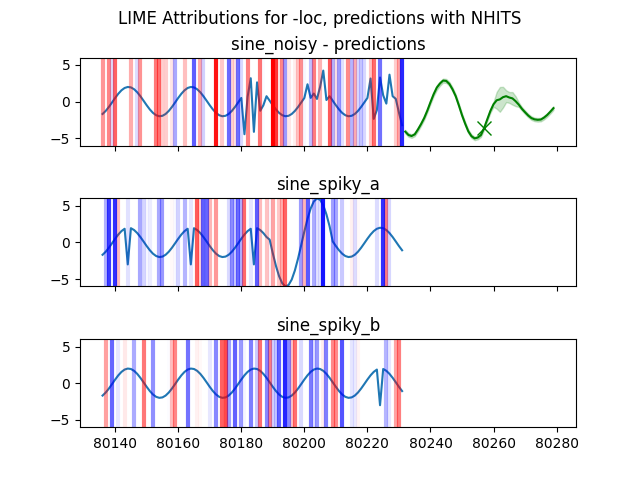 LIME Attributions for -loc, predictions with NHITS
sine_noisy - predictions
5
0
−5
sine_spiky_a
5
0
−5
sine_spiky_b
5
0
−5
80140 80160 80180 80200 80220 80240 80260 80280